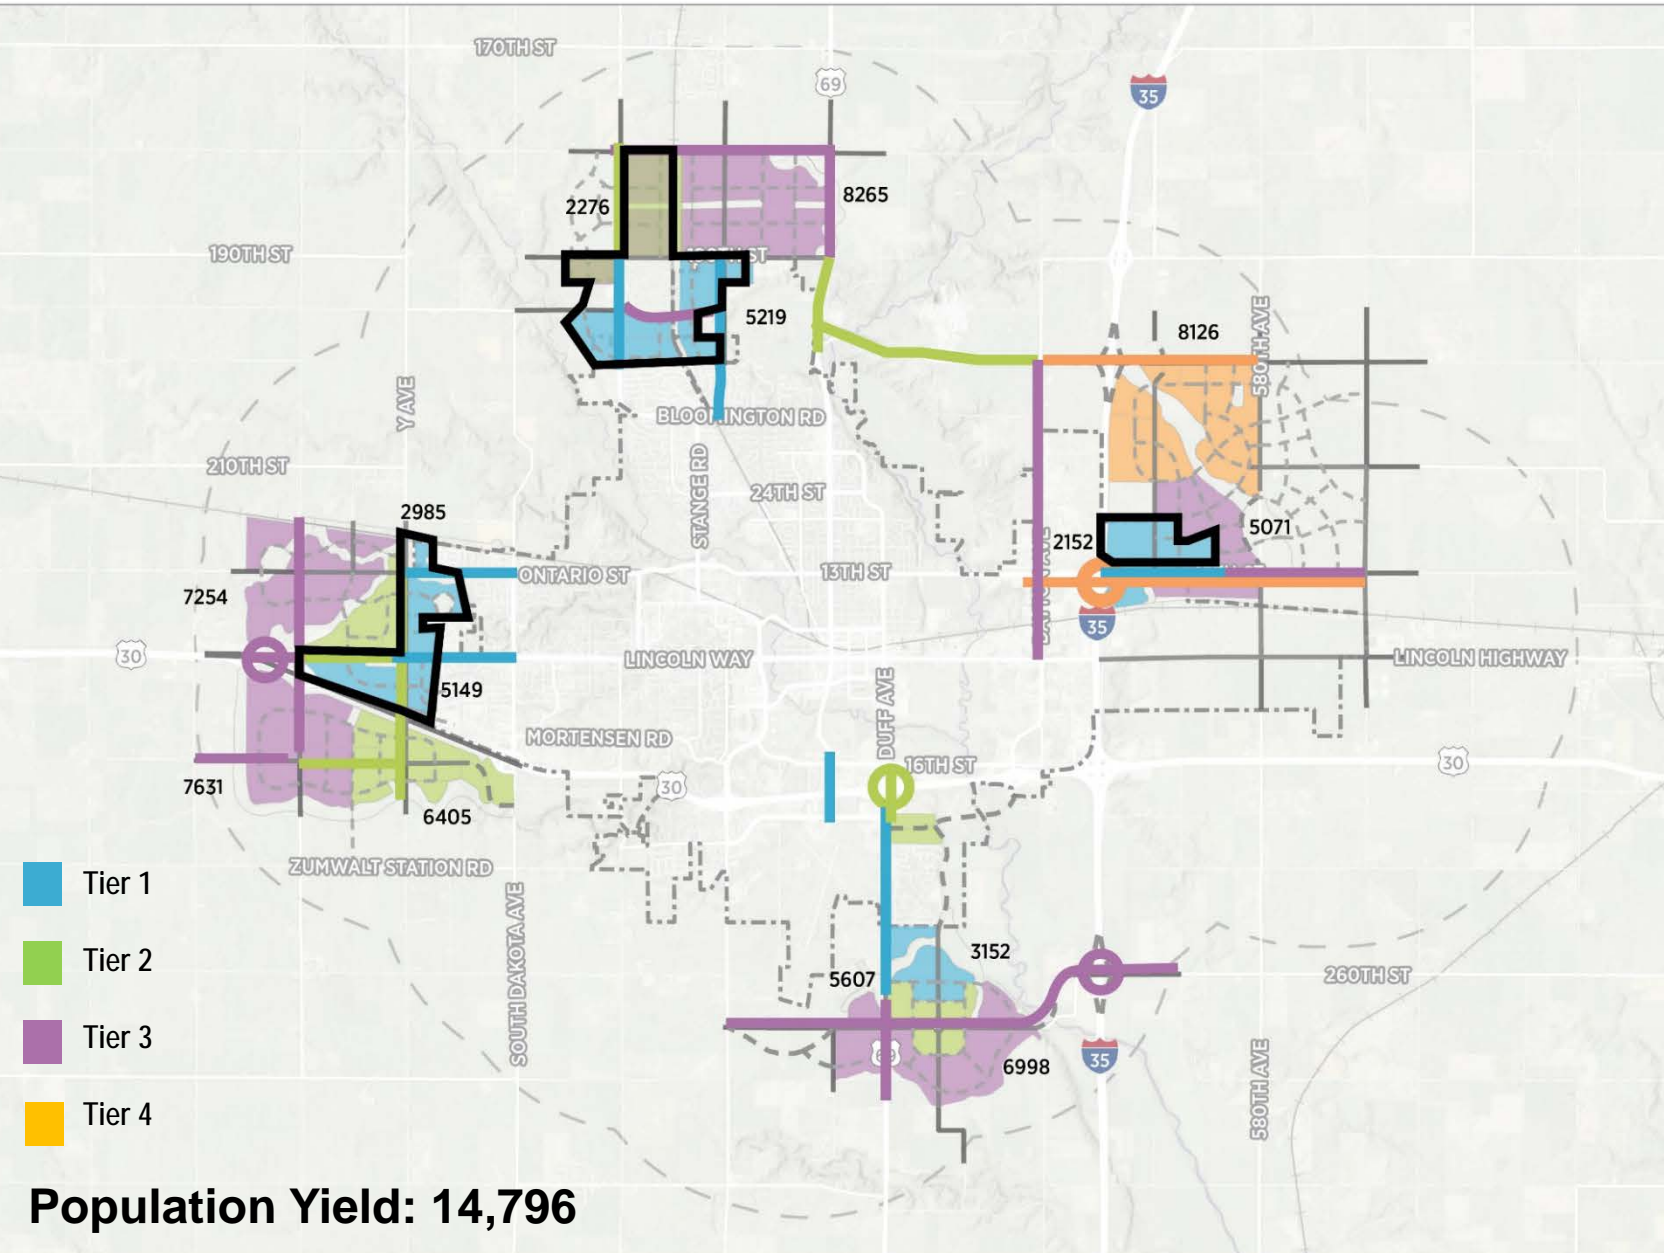 170TH ST
69
35
2276
8265
190TH ST
5219
8126
580TH AVE
Y AVE
BLOOMINGTON RD
210TH ST
STANGE RD
24TH ST
2985
2152
5071
ONTARIO ST
13TH ST
7254
35
30
LINCOLN WAY
LINCOLN HIGHWAY
5149
DUFF AVE
MORTENSEN RD
16TH ST
30
30
7631
6405
ZUMWALT STATION RD
Tier 1
SOUTH DAKOTA AVE
Tier 2
3152
5607
260TH ST
Tier 3
69
35
6998
580TH AVE
Tier 4
Population Yield: 14,796